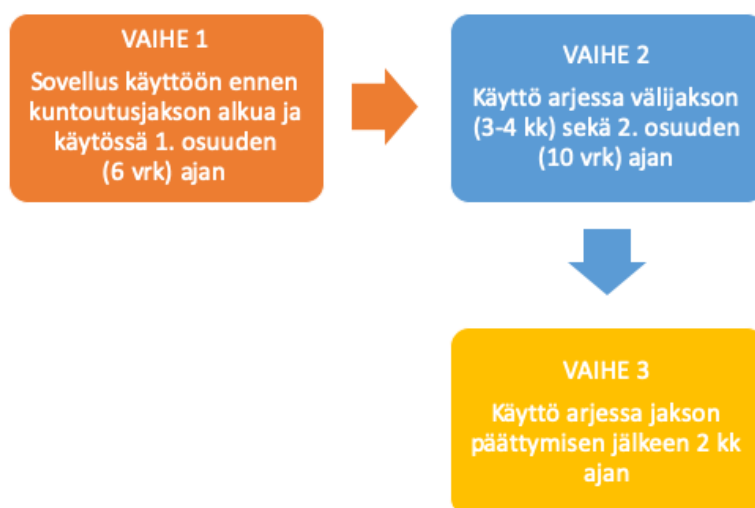 VAIHE 1
Sovellus käyttöön ennen
kuntoutusjakson alkua ja
käytössä 1. osuuden
(6 vrk) ajan
VAIHE 2
Käyttö arjessa välijakson
(3-4 kk) sekä 2. osuuden
(10 vrk) ajan
VAIHE 3
Käyttö arjessa jakson
päättymisen jälkeen 2 kk
ajan